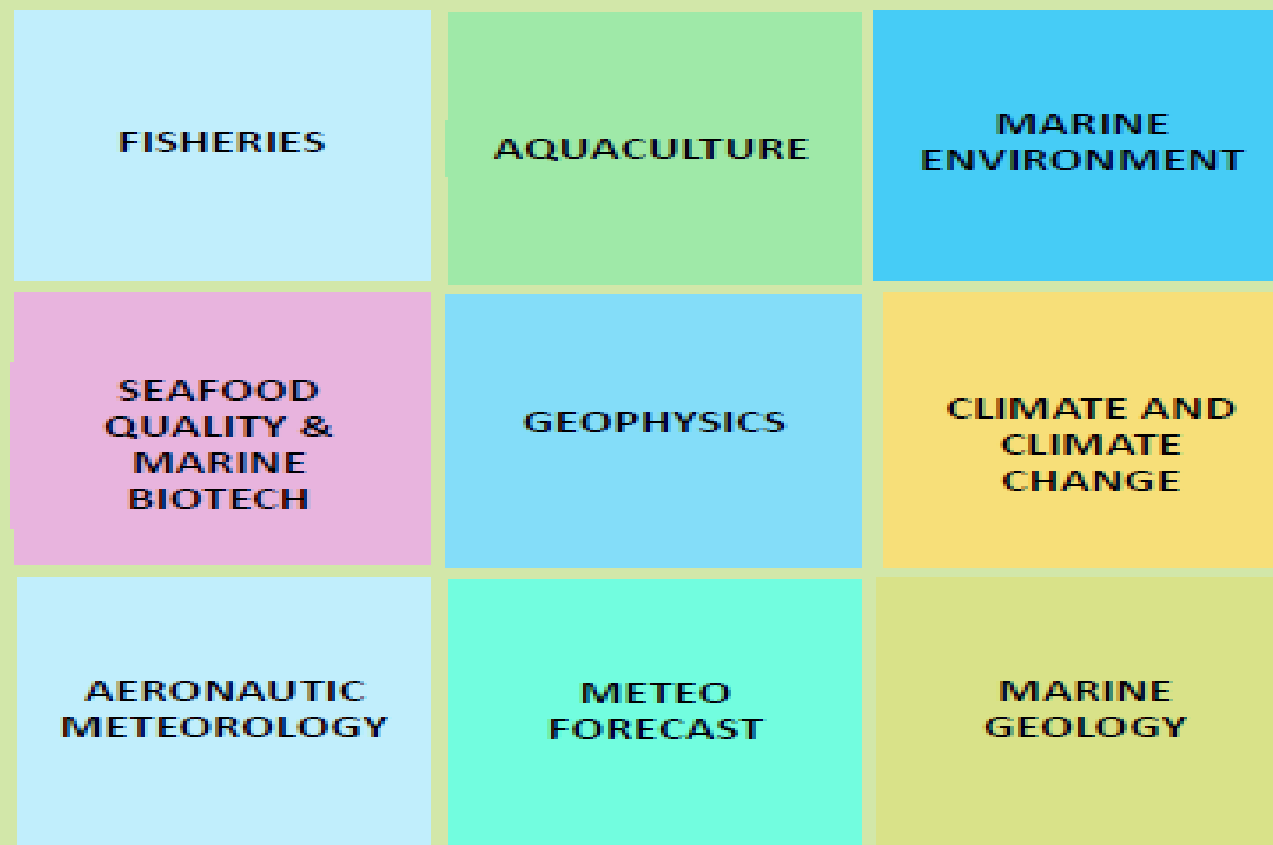 FISHERIES
AQUACULTURE
MARINE
ENVIRONMENT
SEAFOOD
QUALITY &
MARINE
BIOTECH
GEOPHYSICS
CLIMATE AND
CLIMATE
CHANGE
AERONAUTIC
METEOROLOGY
METEO
FORECAST
MARINE
GEOLOGY